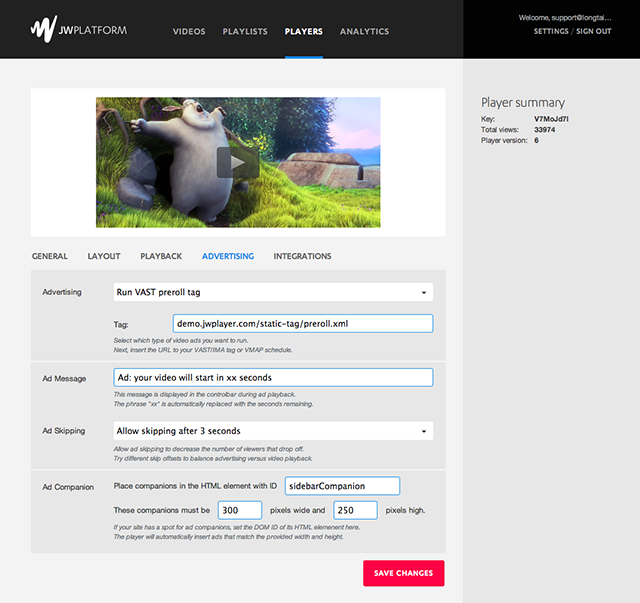 JWPLATFORM
VIDEOS PLAYLISTS PLAYERS ANALYTICS
Welcome, support@longtai...
SETTINGS / SIGN OUT
Player summary
Key: V7MoJd7I
Total views: 33974
Player version: 6
GENERAL LAYOUT PLAYBACK ADVERTISING INTEGRATIONS
Advertising Run VAST preroll tag
Tag: demo.jwplayer.com/static-tag/preroll.xml
Select which type of video ads you want to run.
Next, insert the URL to your VAST/IMA tag or VMAP schedule.
Ad Message Ad: your video will start in xx seconds
This message is displayed in the controlbar during ad playback.
The phrase "xx" is automatically replaced with the seconds remaining.
Ad Skipping Allow skipping after 3 seconds
Allow ad skipping to decrease the number of viewers that drop off.
Try different skip offsets to balance advertising versus video playback.
Ad Companion Place companions in the HTML element with ID sidebarCompanion
These companions must be 300 pixels wide and 250 pixels high.
If your site has a spot for ad companions, set the DOM ID of its HTML elemenent here.
The player will automatically insert ads that match the provided width and height.
SAVE CHANGES